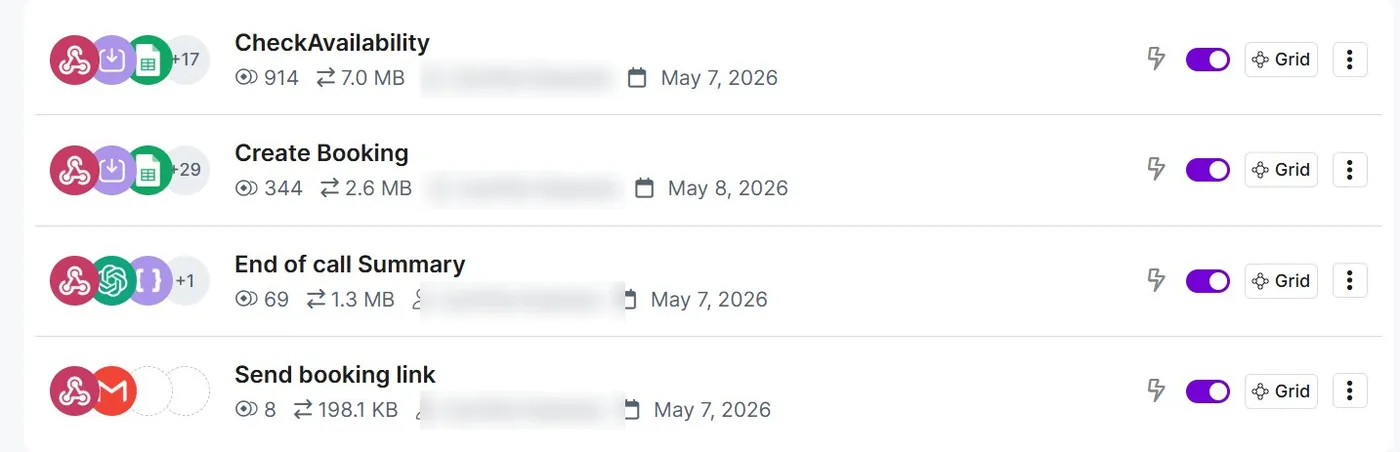 +17
CheckAvailability
914 7.0 MB May 7, 2026
Grid
+29
Create Booking
344 2.6 MB May 8, 2026
Grid
+1
End of call Summary
69 1.3 MB May 7, 2026
Grid
Send booking link
8 198.1 KB May 7, 2026
Grid